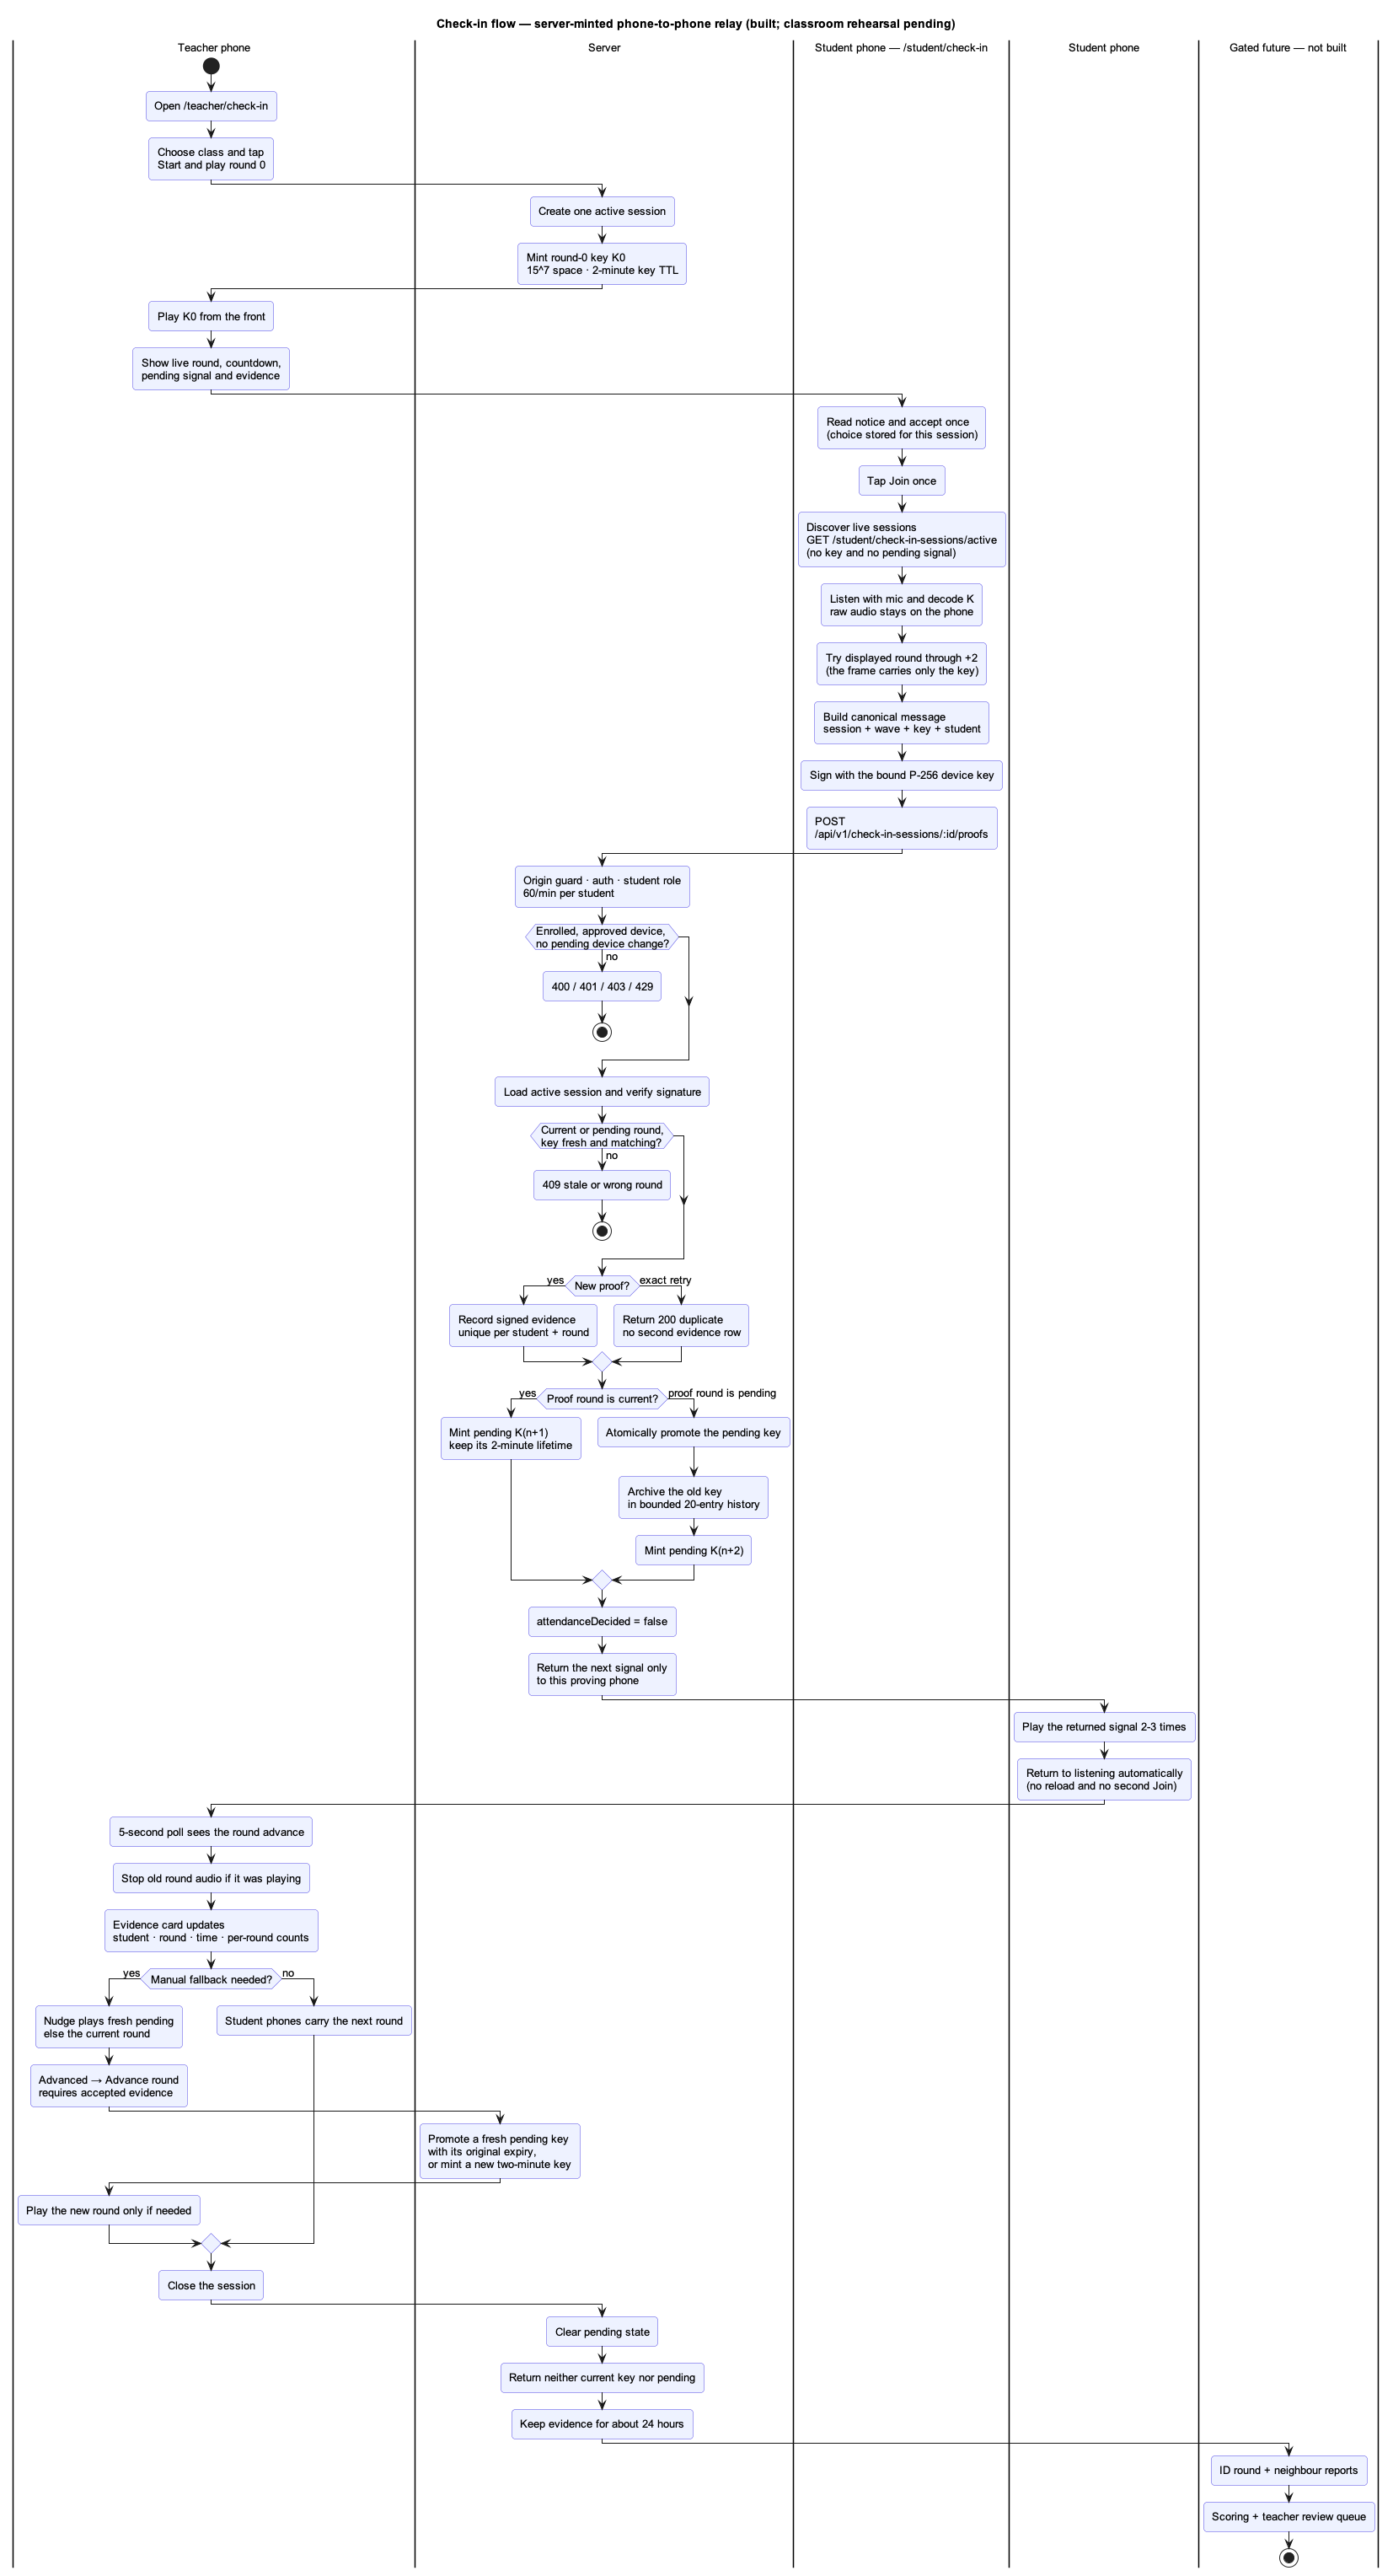 Check-in flow — server-minted phone-to-phone relay (built; classroom rehearsal pending)
Teacher phone
Server
Student phone — /student/check-in
Student phone
Gated future — not built
Open /teacher/check-in
Choose class and tap
Start and play round 0
Create one active session
Mint round-0 key K0
15^7 space · 2-minute key TTL
Play K0 from the front
Show live round, countdown,
pending signal and evidence
Read notice and accept once
(choice stored for this session)
Tap Join once
Discover live sessions
GET /student/check-in-sessions/active
(no key and no pending signal)
Listen with mic and decode K
raw audio stays on the phone
Try displayed round through +2
(the frame carries only the key)
Build canonical message
session + wave + key + student
Sign with the bound P-256 device key
POST
/api/v1/check-in-sessions/:id/proofs
Origin guard · auth · student role
60/min per student
Enrolled, approved device,
no pending device change?
no
400 / 401 / 403 / 429
Load active session and verify signature
Current or pending round,
key fresh and matching?
no
409 stale or wrong round
yes
New proof?
exact retry
Record signed evidence
unique per student + round
Return 200 duplicate
no second evidence row
yes
Proof round is current?
proof round is pending
Mint pending K(n+1)
keep its 2-minute lifetime
Atomically promote the pending key
Archive the old key
in bounded 20-entry history
Mint pending K(n+2)
attendanceDecided = false
Return the next signal only
to this proving phone
Play the returned signal 2-3 times
Return to listening automatically
(no reload and no second Join)
5-second poll sees the round advance
Stop old round audio if it was playing
Evidence card updates
student · round · time · per-round counts
yes
Manual fallback needed?
no
Nudge plays fresh pending
else the current round
Student phones carry the next round
Advanced → Advance round
requires accepted evidence
Promote a fresh pending key
with its original expiry,
or mint a new two-minute key
Play the new round only if needed
Close the session
Clear pending state
Return neither current key nor pending
Keep evidence for about 24 hours
ID round + neighbour reports
Scoring + teacher review queue